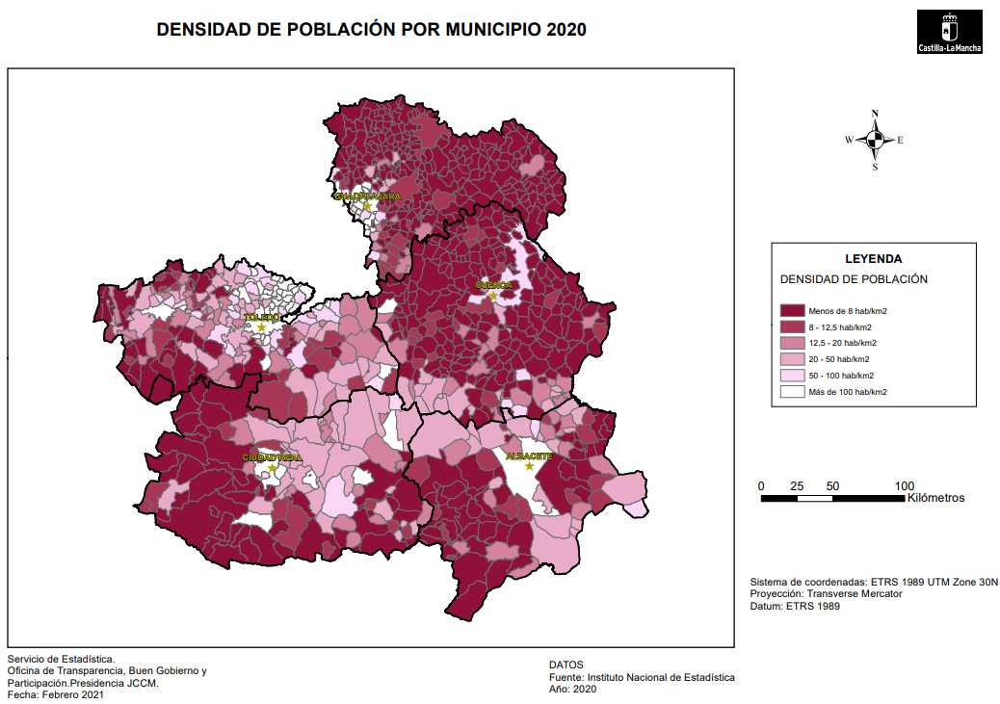 DENSIDAD DE POBLACIÓN POR MUNICIPIO 2020
Castilla-La Mancha
N
W E
S
GUADALAJARA
CUENCA
TOLEDO
CIUDAD REAL
ALBACETE
LEYENDA
DENSIDAD DE POBLACIÓN
Menos de 8 hab/km2
8 - 12,5 hab/km2
12,5 - 20 hab/km2
20 - 50 hab/km2
50 - 100 hab/km2
Más de 100 hab/km2
0 25 50 100
Kilómetros
Sistema de coordenadas: ETRS 1989 UTM Zone 30N
Proyección: Transverse Mercator
Datum: ETRS 1989
Servicio de Estadística.
Oficina de Transparencia, Buen Gobierno y
Participación.Presidencia JCCM.
Fecha: Febrero 2021
DATOS
Fuente: Instituto Nacional de Estadística
Año: 2020